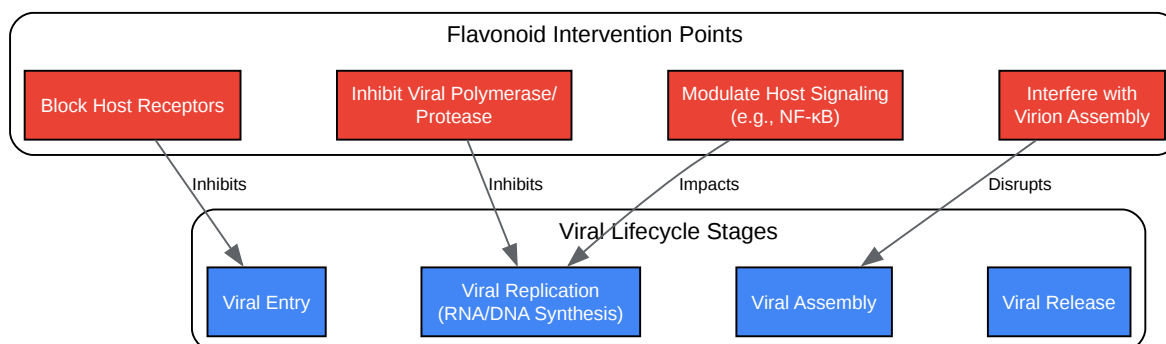 Flavonoid Intervention Points
Block Host Receptors
Inhibit Viral Polymerase/
Protease
Modulate Host Signaling
(e.g., NF-κB)
Interfere with
Virion Assembly
Inhibits
Inhibits
Impacts
Disrupts
Viral Lifecycle Stages
Viral Entry
Viral Replication
(RNA/DNA Synthesis)
Viral Assembly
Viral Release